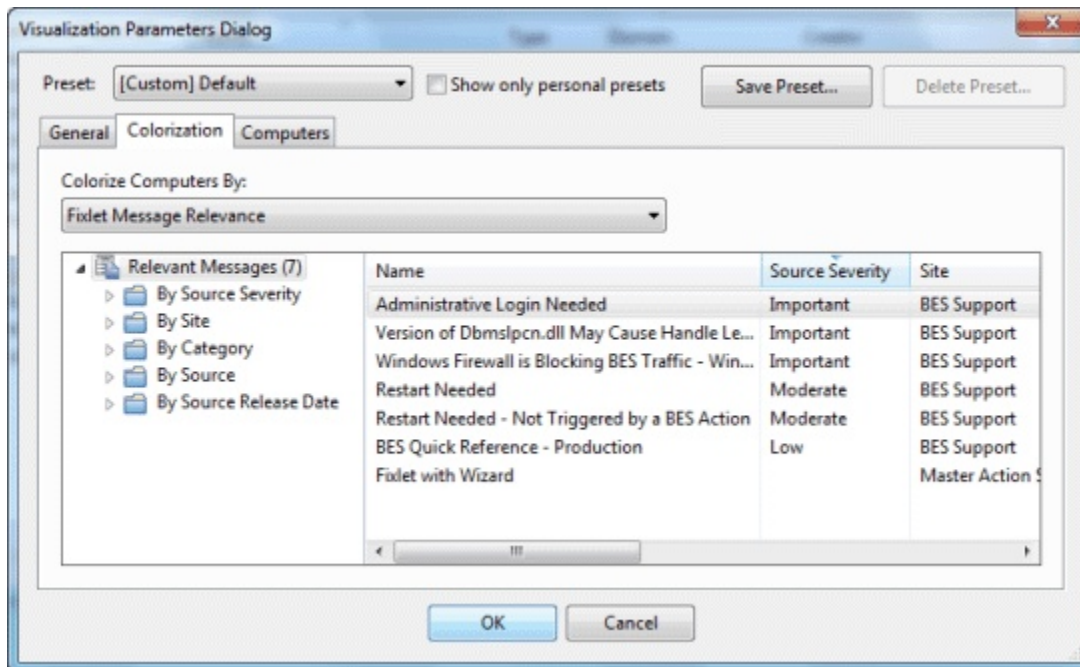 Visualization Parameters Dialog
Preset: [Custom] Default Show only personal presets Save Preset... Delete Preset...
General Colorization Computers
Colorize Computers By:
Fixlet Message Relevance
Relevant Messages (7)
By Source Severity
By Site
By Category
By Source
By Source Release Date
Name Source Severity Site
Administrative Login Needed Important BES Support
Version of Dbmslpcn.dll May Cause Handle Le... Important BES Support
Windows Firewall is Blocking BES Traffic - Win... Important BES Support
Restart Needed Moderate BES Support
Restart Needed - Not Triggered by a BES Action Moderate BES Support
BES Quick Reference - Production Low BES Support
Fixlet with Wizard Master Action S
OK Cancel